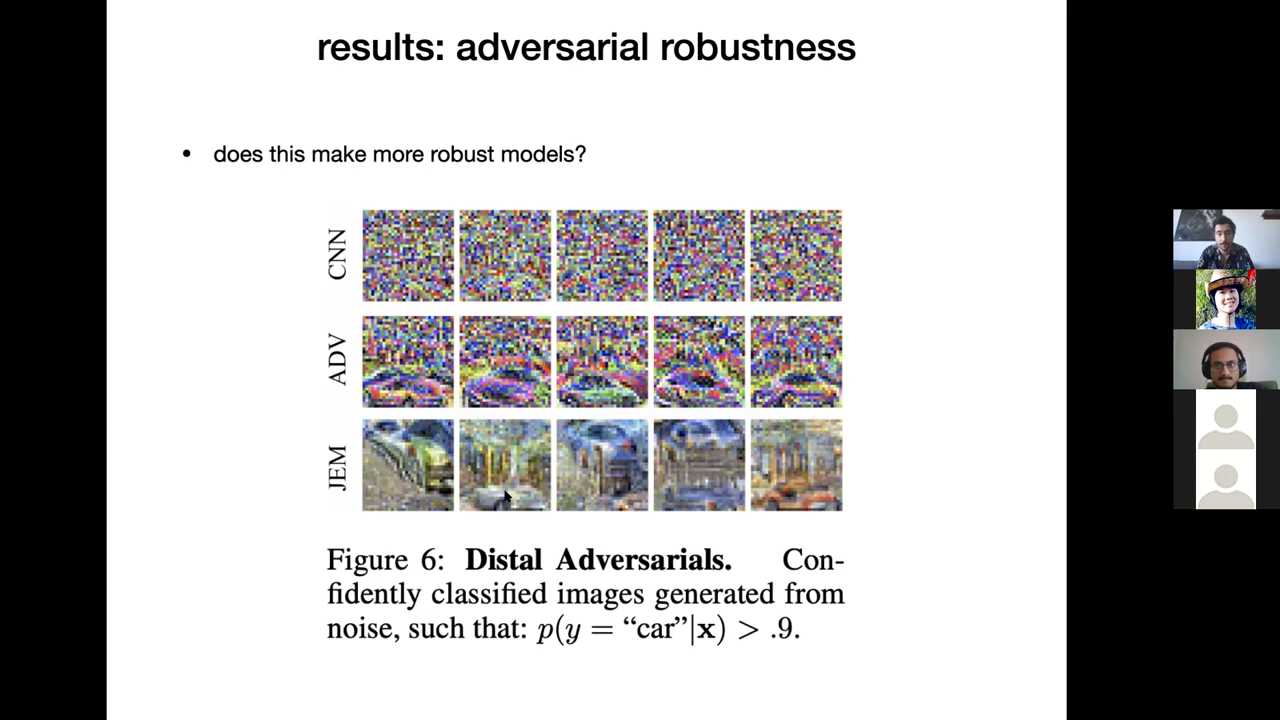 results: adversarial robustness
• does this make more robust models?
CNN
ADV
JEM
Figure 6: Distal Adversarials. Con-
fidently classified images generated from
noise, such that: p(y = “car”|x) > .9.